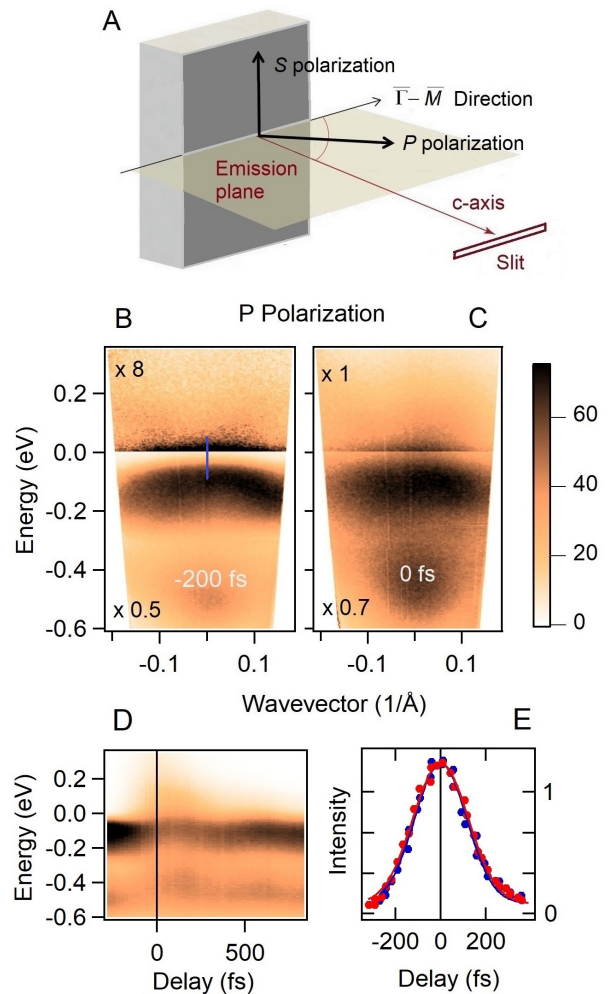 A
S polarization
Γ̅ – M̅ Direction
P polarization
Emission
plane
c-axis
Slit
B P Polarization C
x 8
x 1
0.2
0.0
-0.2
-0.4
-0.6
Energy (eV)
-200 fs
0 fs
x 0.5
x 0.7
60
40
20
0
-0.1 0.1 -0.1 0.1
Wavevector (1/Å)
D E
0.2
0.0
-0.2
-0.4
-0.6
Energy (eV)
0 500
Delay (fs)
Intensity
1
0
-200 0 200
Delay (fs)